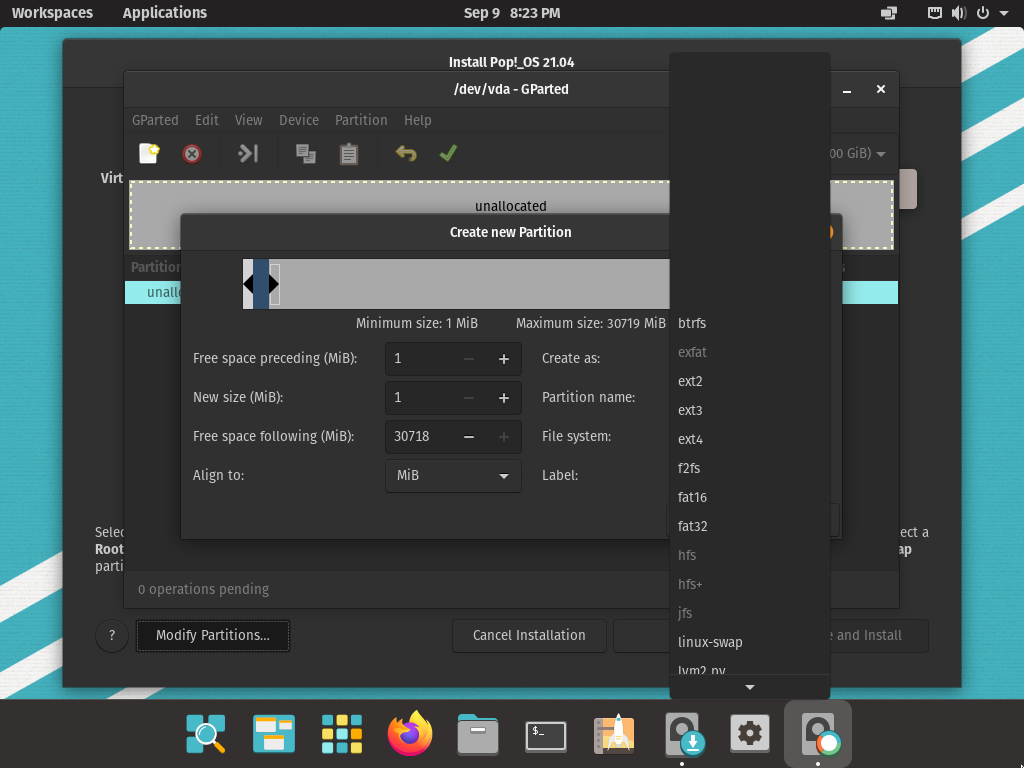 Workspaces Applications Sep 9 8:23 PM
Install Pop!_OS 21.04
/dev/vda - GParted
GParted Edit View Device Partition Help
00 GiB)
Virt
unallocated
Create new Partition
Partition
s
unallo
Minimum size: 1 MiB Maximum size: 30719 MiB
Free space preceding (MiB): 1 Create as:
New size (MiB): 1 Partition name:
Free space following (MiB): 30718 File system:
Align to: MiB Label:
btrfs
exfat
ext2
ext3
ext4
f2fs
fat16
fat32
hfs
hfs+
jfs
linux-swap
lvm2 pv
Selec ect a
Root ap
parti
0 operations pending
? Modify Partitions... Cancel Installation e and Install
$_